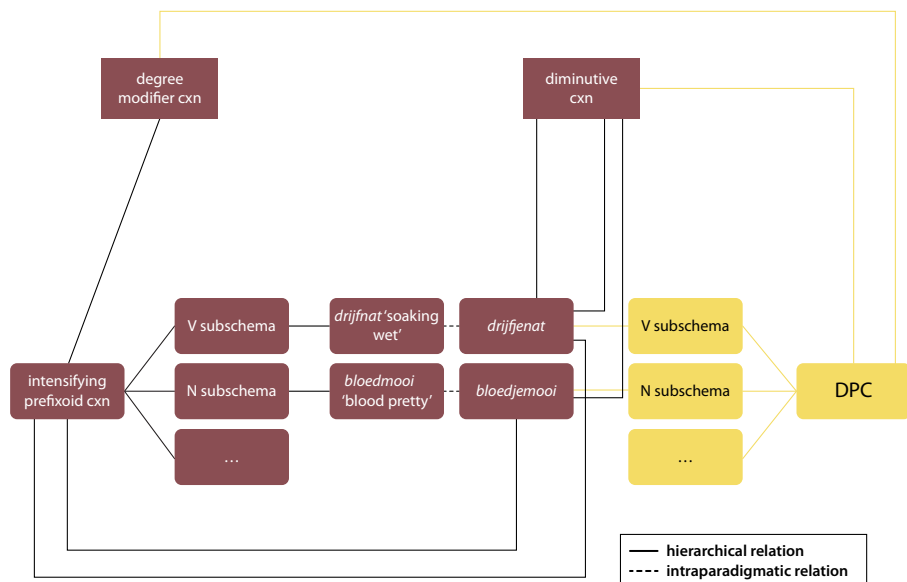 degree
modifier cxn
diminutive
cxn
V subschema
drijfnat ‘soaking
wet’
drijfjenat
V subschema
intensifying
prefixoid cxn
N subschema
bloedmooi
‘blood pretty’
bloedjemooi
N subschema
DPC
...
...
hierarchical relation
intraparadigmatic relation